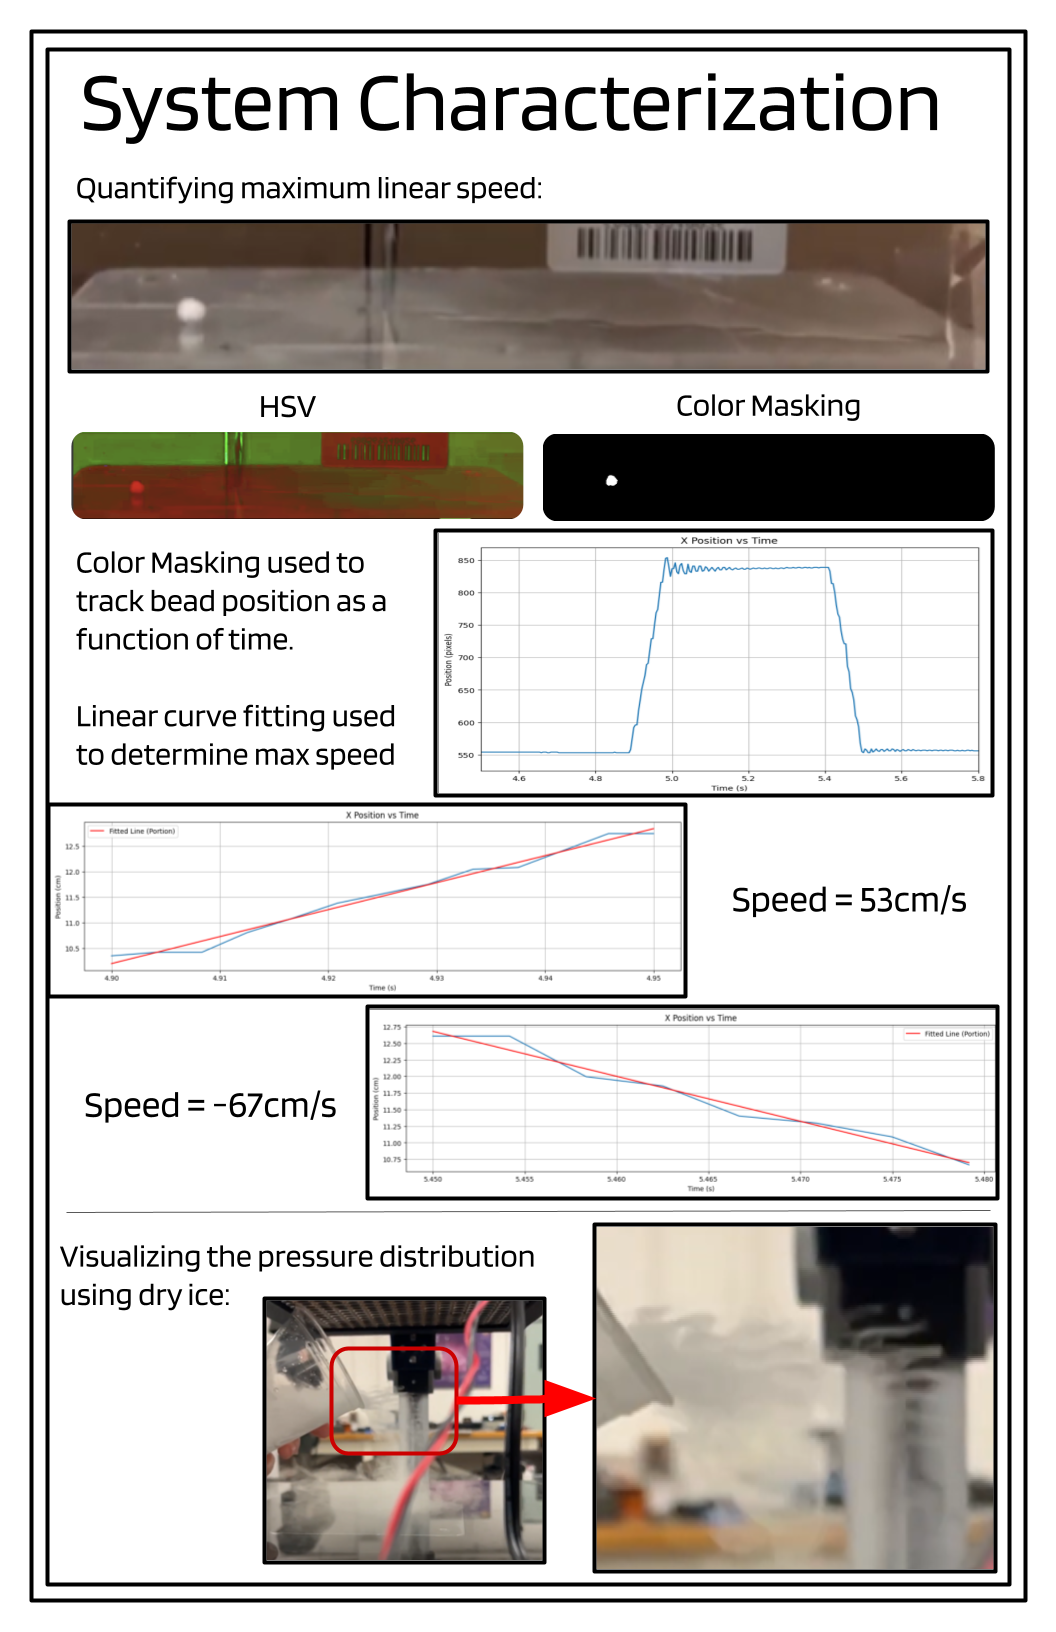 System Characterization
Quantifying maximum linear speed:
HSV
Color Masking
Color Masking used to
track bead position as a
function of time.
Linear curve fitting used
to determine max speed
X Position vs Time
Position (pixels)
850
800
750
700
650
600
550
4.6 4.8 5.0 5.2 5.4 5.6 5.8
Time (s)
X Position vs Time
Fitted Line (Portion)
Position (cm)
12.5
12.0
11.5
11.0
10.5
4.90 4.91 4.92 4.93 4.94 4.95
Time (s)
Speed = 53cm/s
Speed = -67cm/s
X Position vs Time
Fitted Line (Portion)
Position (cm)
12.75
12.50
12.25
12.00
11.75
11.50
11.25
11.00
10.75
5.450 5.455 5.460 5.465 5.470 5.475 5.480
Time (s)
Visualizing the pressure distribution
using dry ice: